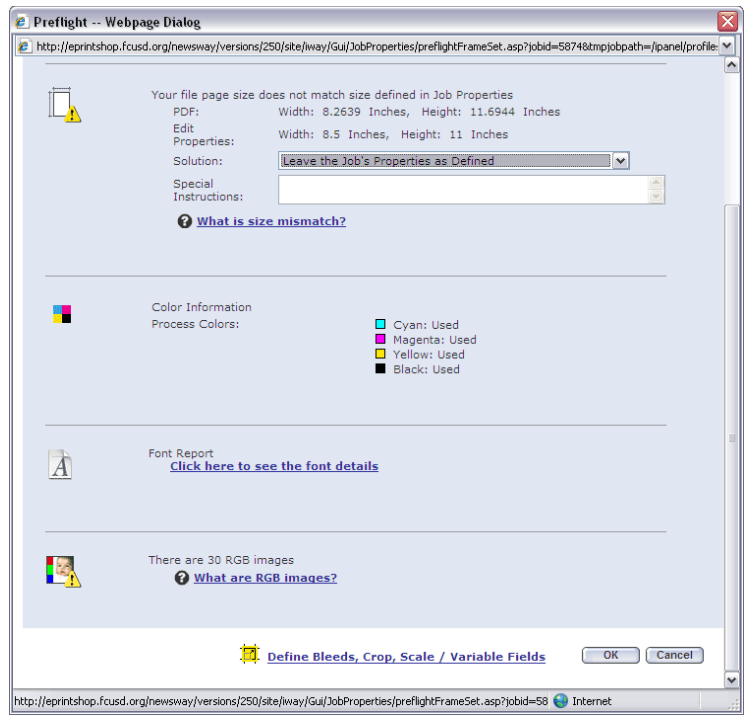 Preflight -- Webpage Dialog
http://eprintshop.fcusd.org/newsway/versions/250/site/iway/Gui/JobProperties/preflightFrameSet.asp?jobid=5874&tmpjobpath=/ipanel/profile:
Your file page size does not match size defined in Job Properties
PDF: Width: 8.2639 Inches, Height: 11.6944 Inches
Edit
Properties: Width: 8.5 Inches, Height: 11 Inches
Solution: Leave the Job's Properties as Defined
Special
Instructions:
? What is size mismatch?
Color Information
Process Colors: Cyan: Used
Magenta: Used
Yellow: Used
Black: Used
A
Font Report
Click here to see the font details
There are 30 RGB images
? What are RGB images?
Define Bleeds, Crop, Scale / Variable Fields OK Cancel
http://eprintshop.fcusd.org/newsway/versions/250/site/iway/Gui/JobProperties/preflightFrameSet.asp?jobid=58 Internet